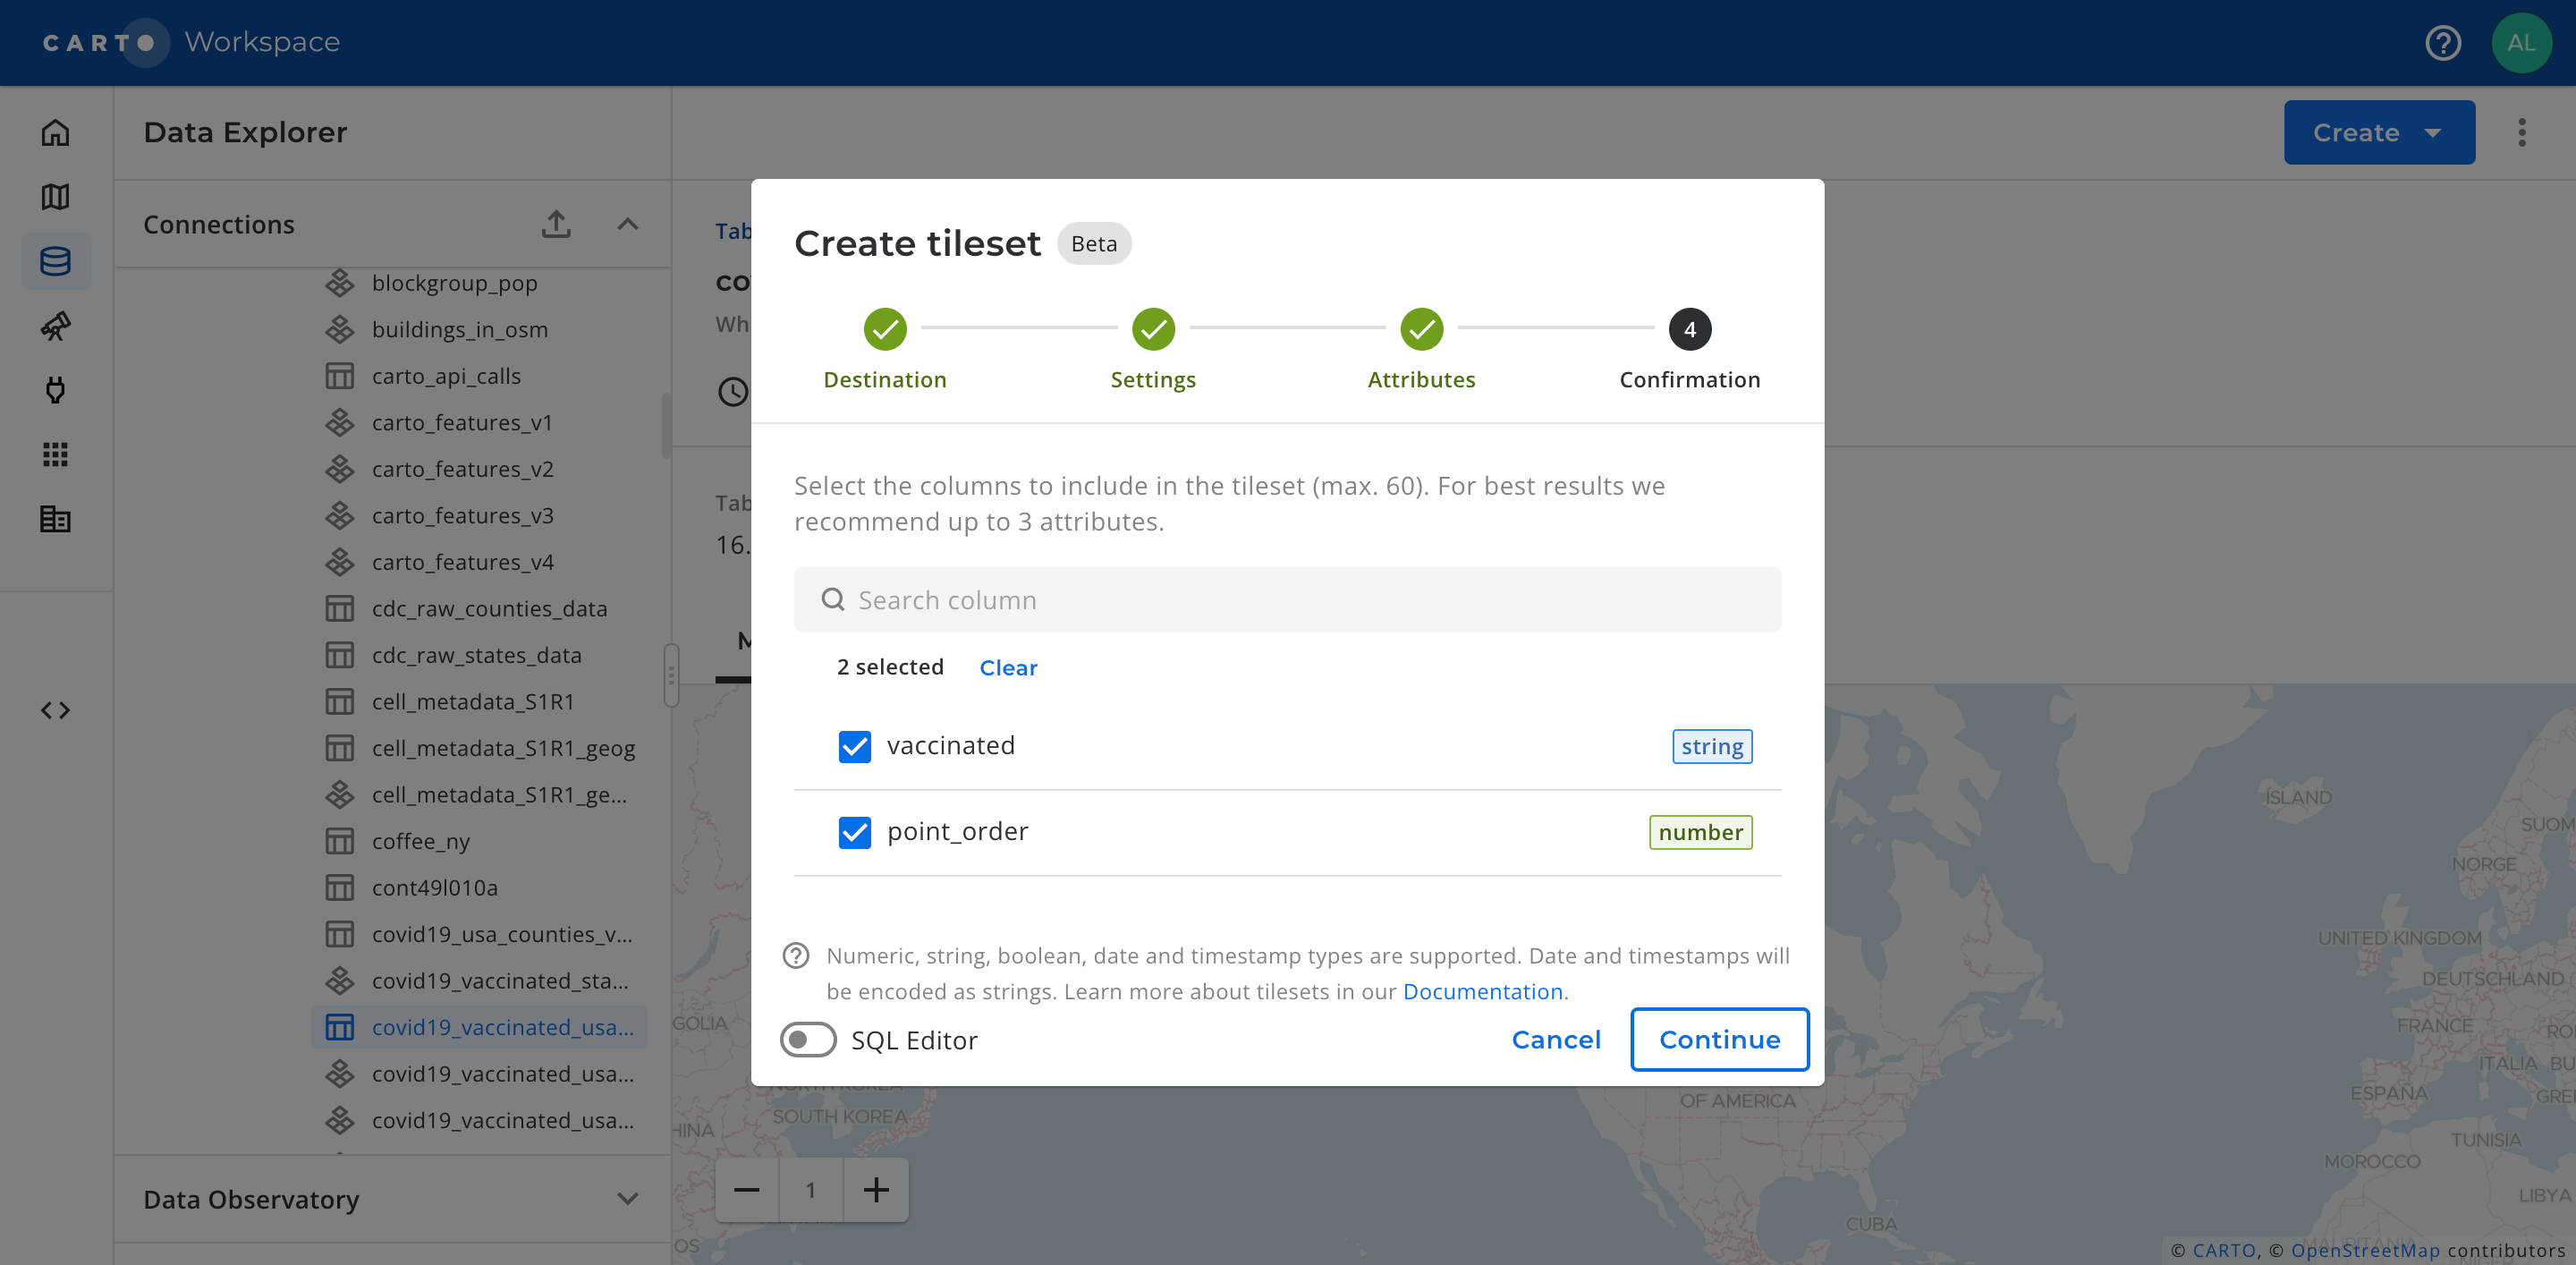 CARTO Workspace
AL
Data Explorer
Create
Connections
blockgroup_pop
buildings_in_osm
carto_api_calls
carto_features_v1
carto_features_v2
carto_features_v3
carto_features_v4
cdc_raw_counties_data
cdc_raw_states_data
cell_metadata_S1R1
cell_metadata_S1R1_geog
cell_metadata_S1R1_ge...
coffee_ny
cont49l010a
covid19_usa_counties_v...
covid19_vaccinated_sta...
covid19_vaccinated_usa...
covid19_vaccinated_usa...
covid19_vaccinated_usa...
Data Observatory
Tab
co
Wh
Tab
16.
M
Create tileset Beta
4
Destination Settings Attributes Confirmation
Select the columns to include in the tileset (max. 60). For best results we
recommend up to 3 attributes.
Search column
2 selected Clear
vaccinated string
point_order number
Numeric, string, boolean, date and timestamp types are supported. Date and timestamps will
be encoded as strings. Learn more about tilesets in our Documentation.
SQL Editor Cancel Continue
ÍSLAND
SUOM
NORGE
UNITED KINGDOM
DEUTSCHLAND
FRANCE
RO
ITALIA BU
ESPAÑA
GRE
TUNISIA
MOROCCO
LIBYA
MAURITANIA
NIGER
GOLIA
NORTH KOREA
SOUTH KOREA
HINA
OS
OF AMERICA
CUBA
1
© CARTO, © OpenStreetMap contributors